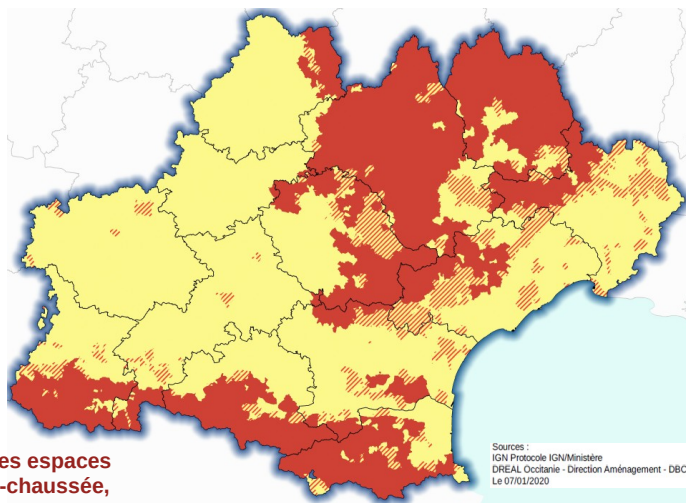 Sources :
IGN Protocole IGN/Ministère
DREAL Occitanie - Direction Aménagement - DBC
Le 07/01/2020
es espaces
-chaussée,